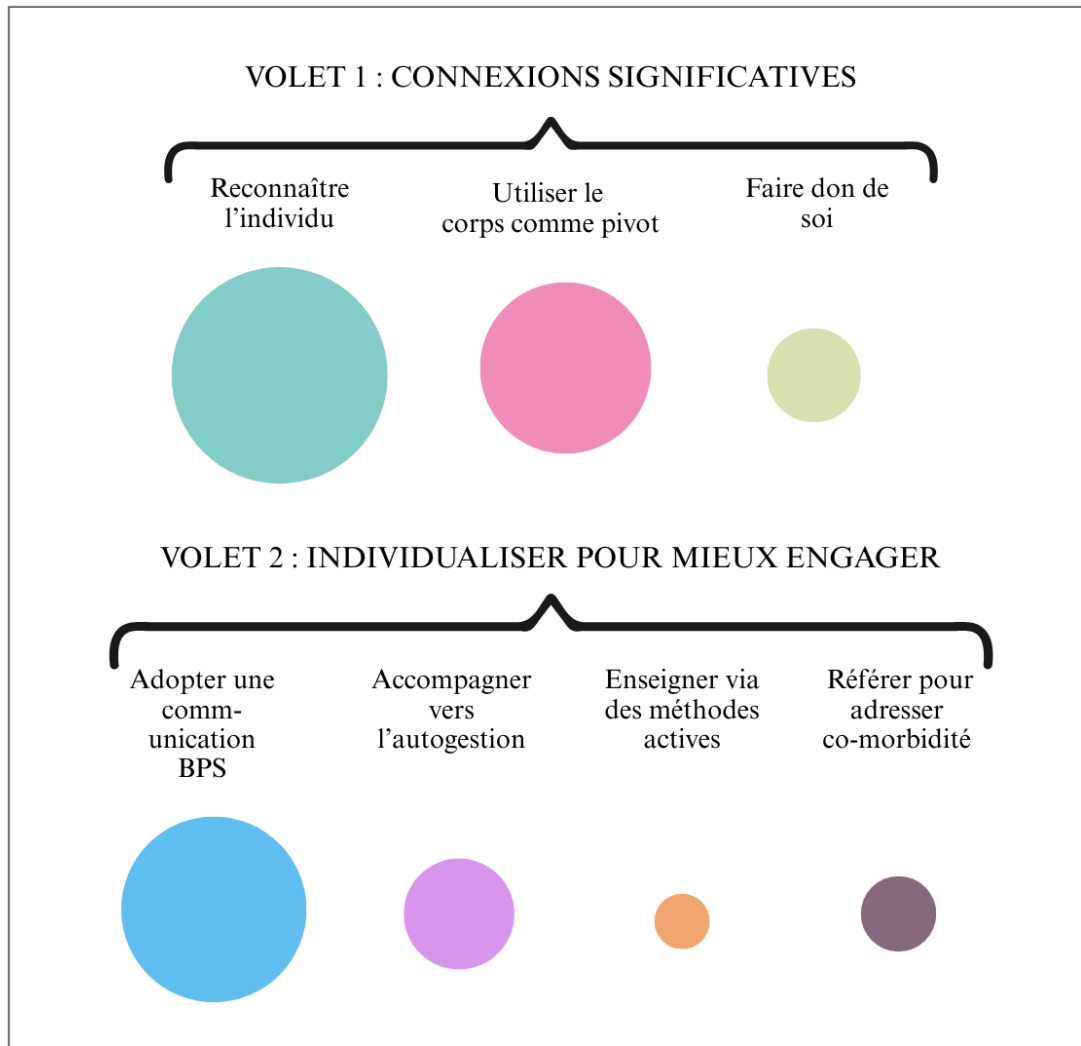 VOLET 1 : CONNEXIONS SIGNIFICATIVES
Reconnaître
l’individu
Utiliser le
corps comme pivot
Faire don de
soi
VOLET 2 : INDIVIDUALISER POUR MIEUX ENGAGER
Adopter une
comm-
unication
BPS
Accompagner
vers
l’autogestion
Enseigner via
des méthodes
actives
Référer pour
adresser
co-morbidité